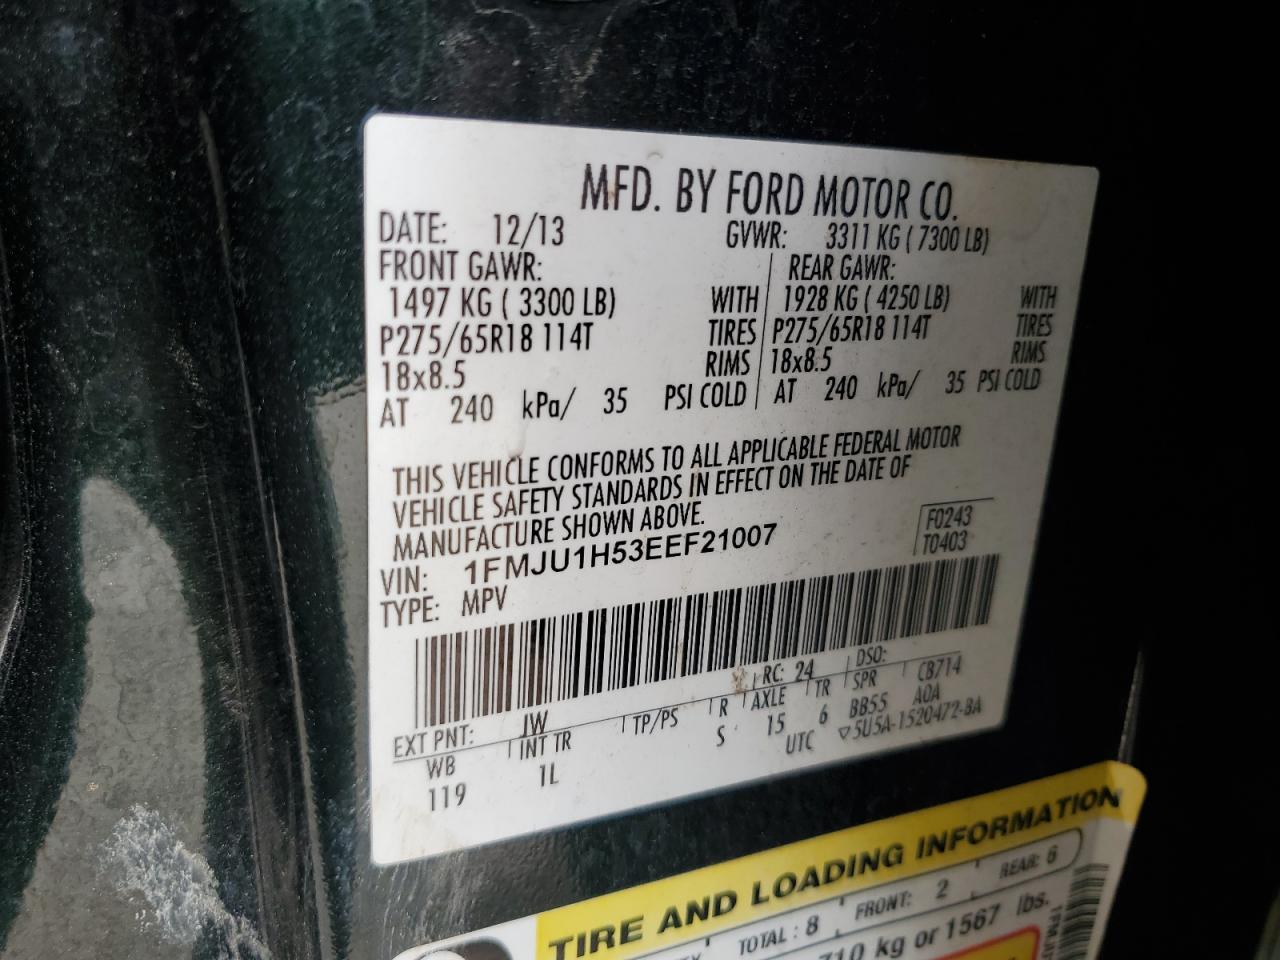 MFD. BY FORD MOTOR CO.
DATE: 12/13 GVWR: 3311 KG ( 7300 LB)
FRONT GAWR: REAR GAWR:
1497 KG ( 3300 LB) WITH 1928 KG ( 4250 LB) WITH
P275/65R18 114T TIRES P275/65R18 114T TIRES
18x8.5 RIMS 18x8.5 RIMS
AT 240 kPa/ 35 PSI COLD AT 240 kPa/ 35 PSI COLD
THIS VEHICLE CONFORMS TO ALL APPLICABLE FEDERAL MOTOR
VEHICLE SAFETY STANDARDS IN EFFECT ON THE DATE OF
MANUFACTURE SHOWN ABOVE.
F0243
T0403
VIN: 1FMJU1H53EEF21007
TYPE: MPV
EXT PNT: JW RC: 24 DSO:
WB INT TR TP/PS R AXLE TR SPR CB714
119 1L S 15 6 BB55 A0A
UTC ▽5U5A-1520472-BA
TIRE AND LOADING INFORMATION
TOTAL : 8 FRONT: 2 REAR: 6
710 kg or 1567 lbs.